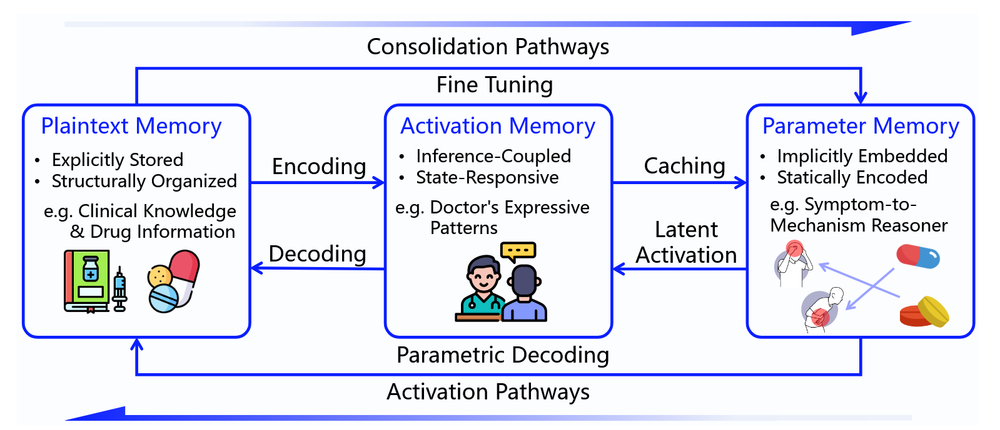 Consolidation Pathways
Fine Tuning
Plaintext Memory
• Explicitly Stored
• Structurally Organized
e.g. Clinical Knowledge
& Drug Information
Encoding
Decoding
Activation Memory
• Inference-Coupled
• State-Responsive
e.g. Doctor's Expressive
Patterns
Caching
Latent
Activation
Parameter Memory
• Implicitly Embedded
• Statically Encoded
e.g. Symptom-to-
Mechanism Reasoner
Parametric Decoding
Activation Pathways